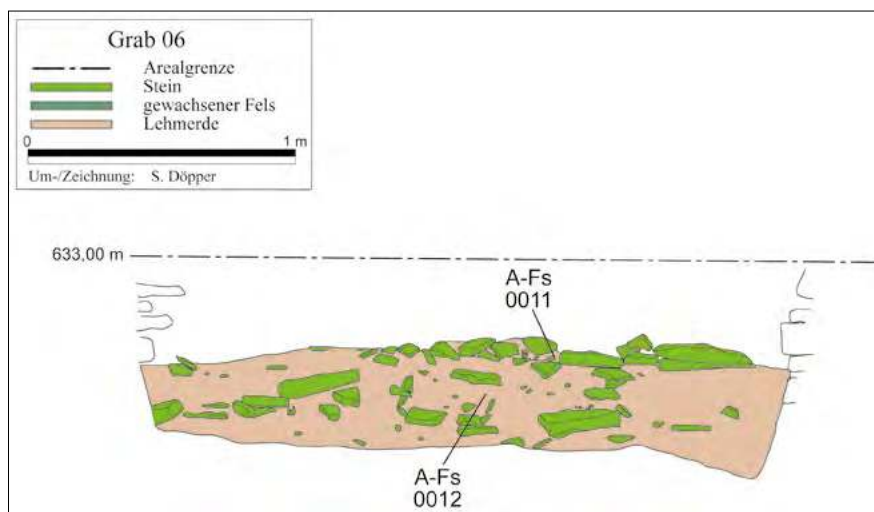 Grab 06
Arealgrenze
Stein
gewachsener Fels
Lehmerde
0 1 m
Um-/Zeichnung: S. Döpper
633,00 m
A-Fs
0011
A-Fs
0012